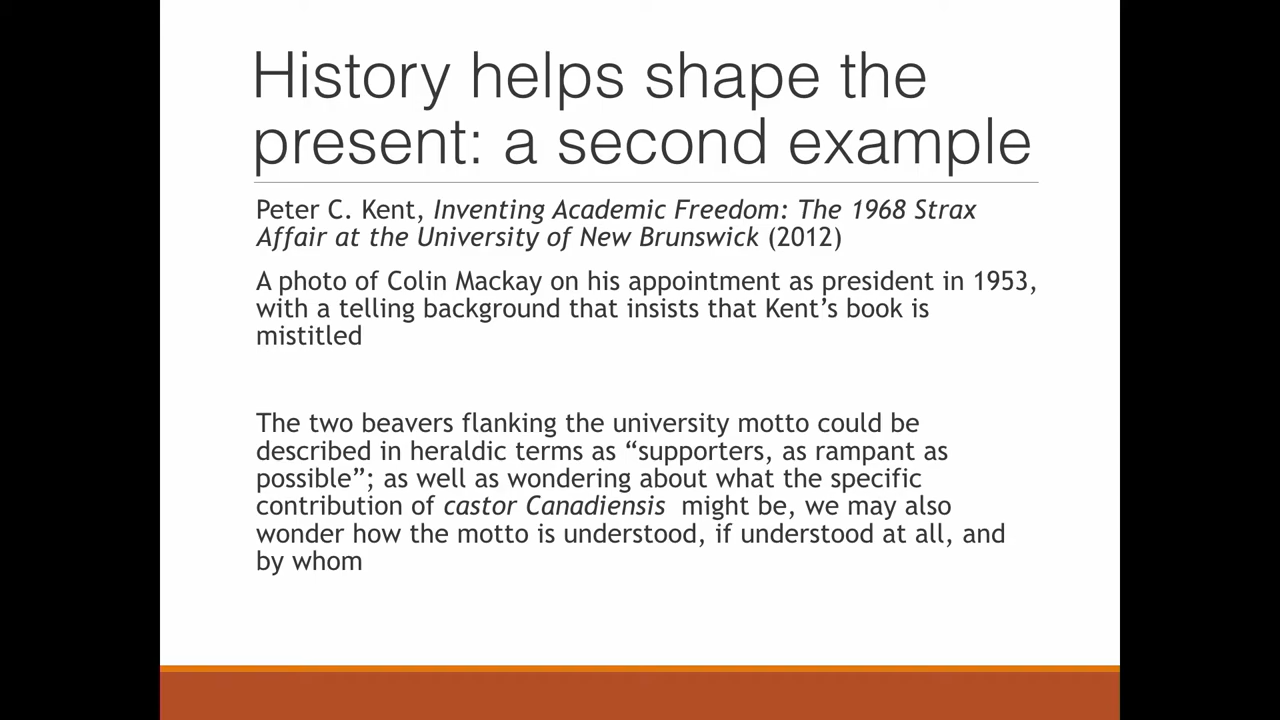 History helps shape the
present: a second example
Peter C. Kent, Inventing Academic Freedom: The 1968 Strax
Affair at the University of New Brunswick (2012)
A photo of Colin Mackay on his appointment as president in 1953,
with a telling background that insists that Kent’s book is
mistitled
The two beavers flanking the university motto could be
described in heraldic terms as “supporters, as rampant as
possible”; as well as wondering about what the specific
contribution of castor Canadiensis  might be, we may also
wonder how the motto is understood, if understood at all, and
by whom